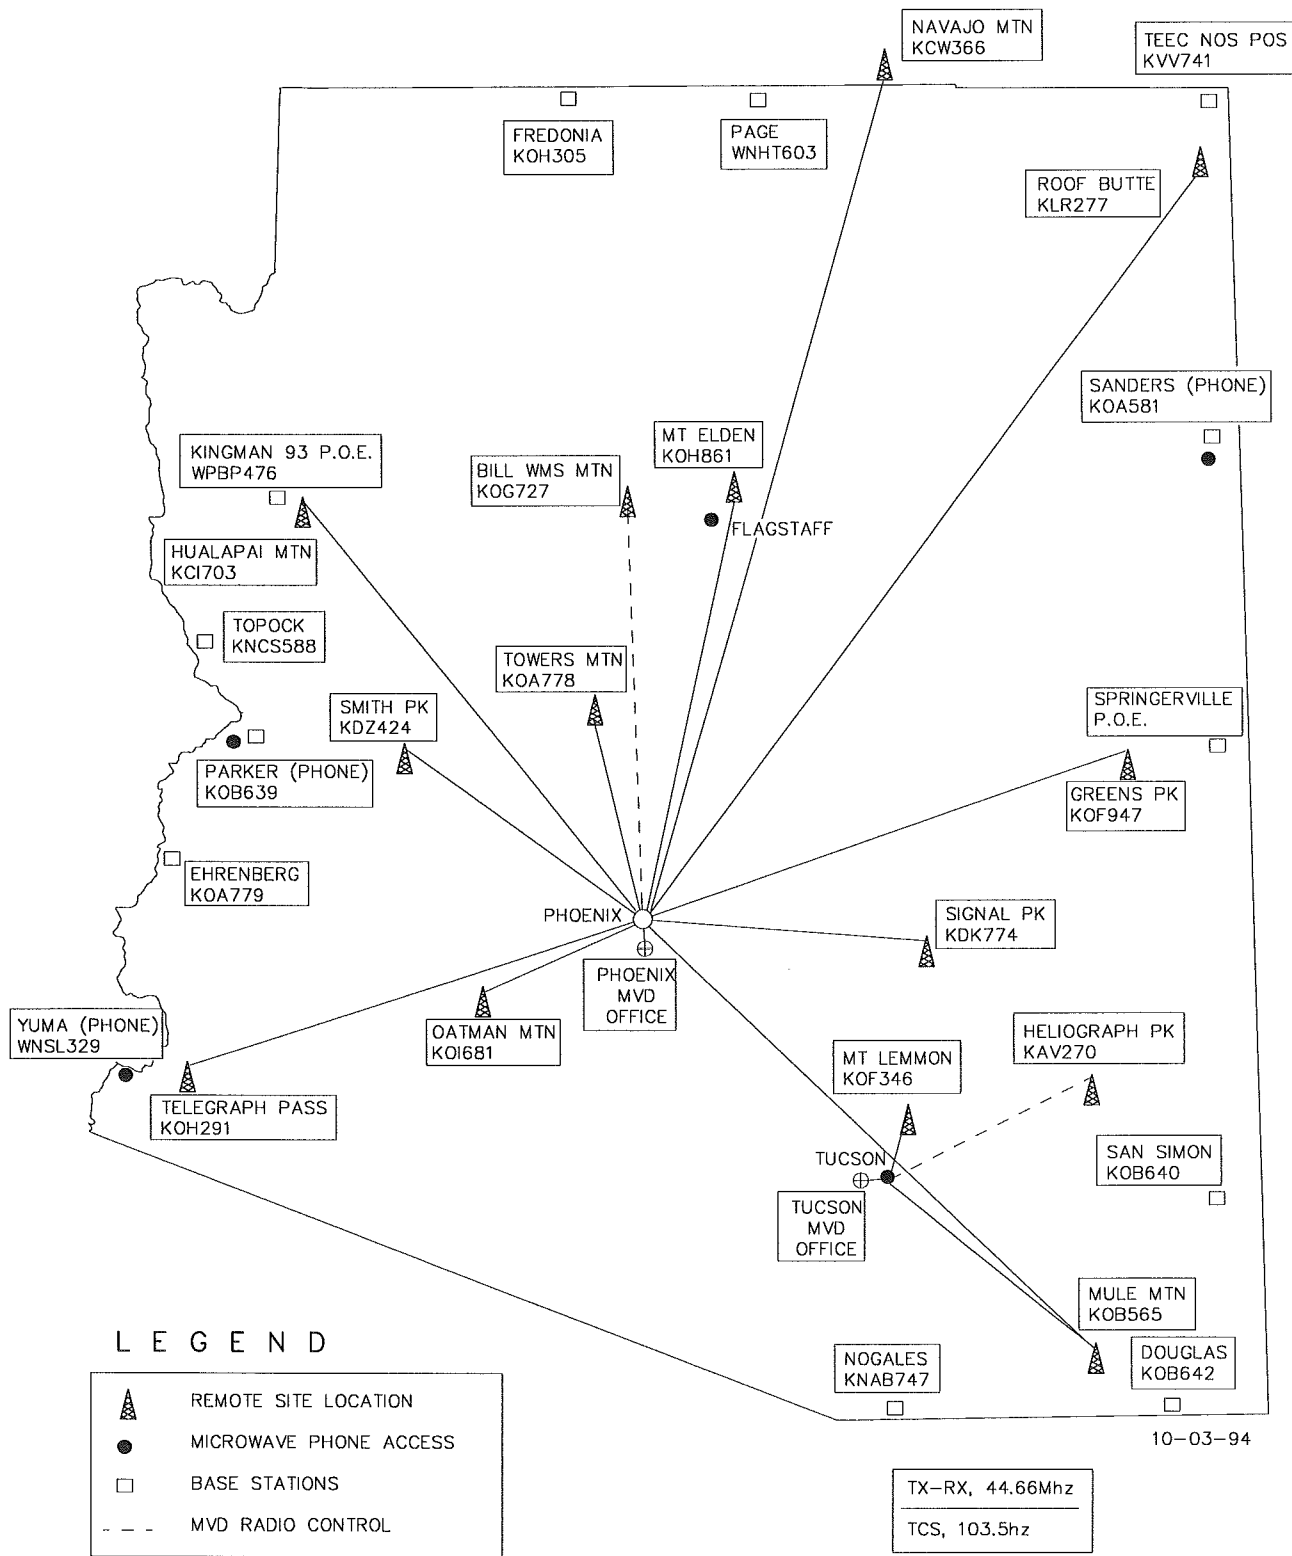 NAVAJO MTN
KCW366
TEEC NOS POS
KVV741
FREDONIA
KOH305
PAGE
WNHT603
ROOF BUTTE
KLR277
SANDERS (PHONE)
KOA581
MT ELDEN
KOH861
KINGMAN 93 P.O.E.
WPBP476
BILL WMS MTN
KOG727
FLAGSTAFF
HUALAPAI MTN
KCI703
TOPOCK
KNCS588
TOWERS MTN
KOA778
SMITH PK
KDZ424
SPRINGERVILLE
P.O.E.
PARKER (PHONE)
KOB639
GREENS PK
KOF947
EHRENBERG
KOA779
PHOENIX
SIGNAL PK
KDK774
PHOENIX
MVD
OFFICE
YUMA (PHONE)
WNSL329
OATMAN MTN
KOI681
HELIOGRAPH PK
KAV270
MT LEMMON
KOF346
TELEGRAPH PASS
KOH291
TUCSON
SAN SIMON
KOB640
TUCSON
MVD
OFFICE
MULE MTN
KOB565
NOGALES
KNAB747
DOUGLAS
KOB642
10-03-94
LEGEND
REMOTE SITE LOCATION
MICROWAVE PHONE ACCESS
BASE STATIONS
MVD RADIO CONTROL
TX-RX, 44.66Mhz
TCS, 103.5hz